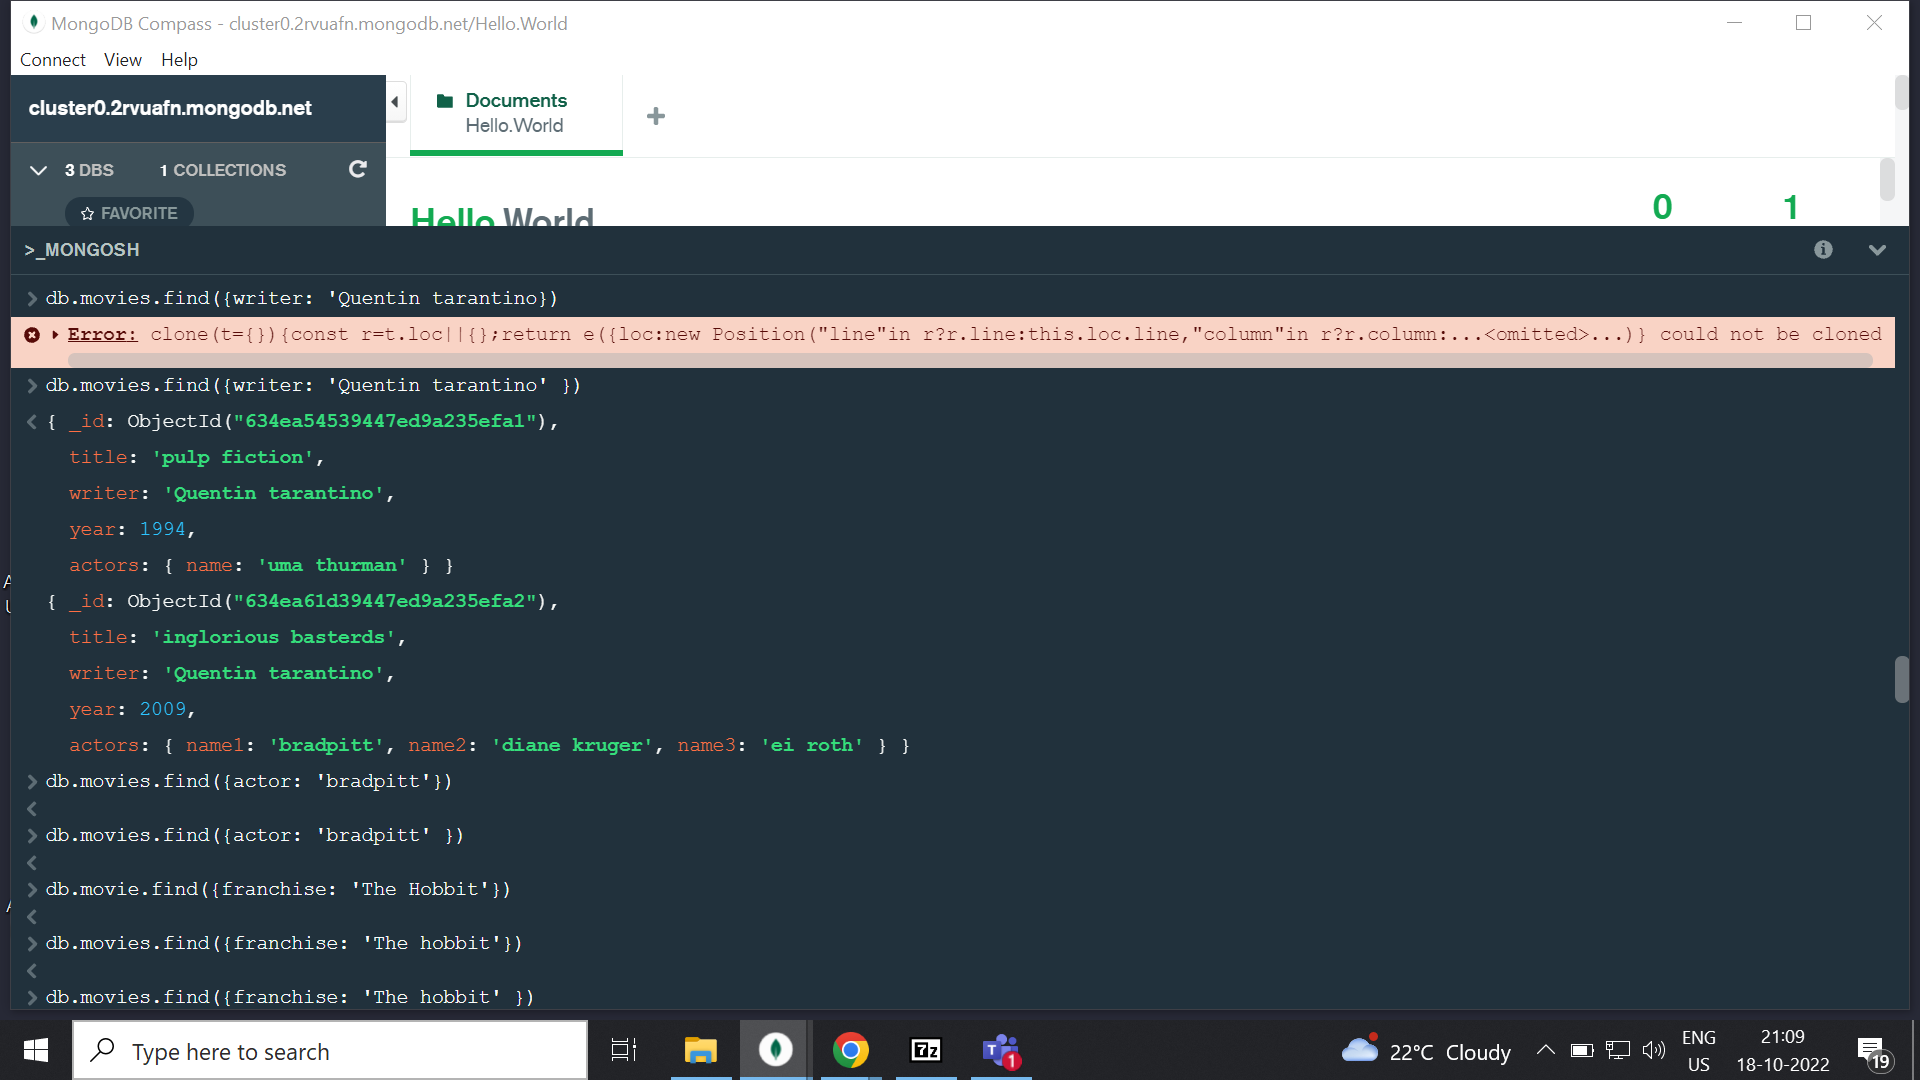 MongoDB Compass - cluster0.2rvuafn.mongodb.net/Hello.World
Connect View Help
cluster0.2rvuafn.mongodb.net
Documents
Hello.World
3 DBS 1 COLLECTIONS
FAVORITE
Hello.World
0 1
>_MONGOSH
db.movies.find({writer: 'Quentin tarantino})
Error: clone(t={}){const r=t.loc||{};return e({loc:new Position("line"in r?r.line:this.loc.line,"column"in r?r.column:...<omitted>...)} could not be cloned
db.movies.find({writer: 'Quentin tarantino' })
{ _id: ObjectId("634ea54539447ed9a235efa1"),
title: 'pulp fiction',
writer: 'Quentin tarantino',
year: 1994,
actors: { name: 'uma thurman' } }
{ _id: ObjectId("634ea61d39447ed9a235efa2"),
title: 'inglorious basterds',
writer: 'Quentin tarantino',
year: 2009,
actors: { name1: 'bradpitt', name2: 'diane kruger', name3: 'ei roth' } }
db.movies.find({actor: 'bradpitt'})
db.movies.find({actor: 'bradpitt' })
db.movie.find({franchise: 'The Hobbit'})
db.movies.find({franchise: 'The hobbit'})
db.movies.find({franchise: 'The hobbit' })
Type here to search
7z
T 1
22°C Cloudy
ENG
US
21:09
18-10-2022
19